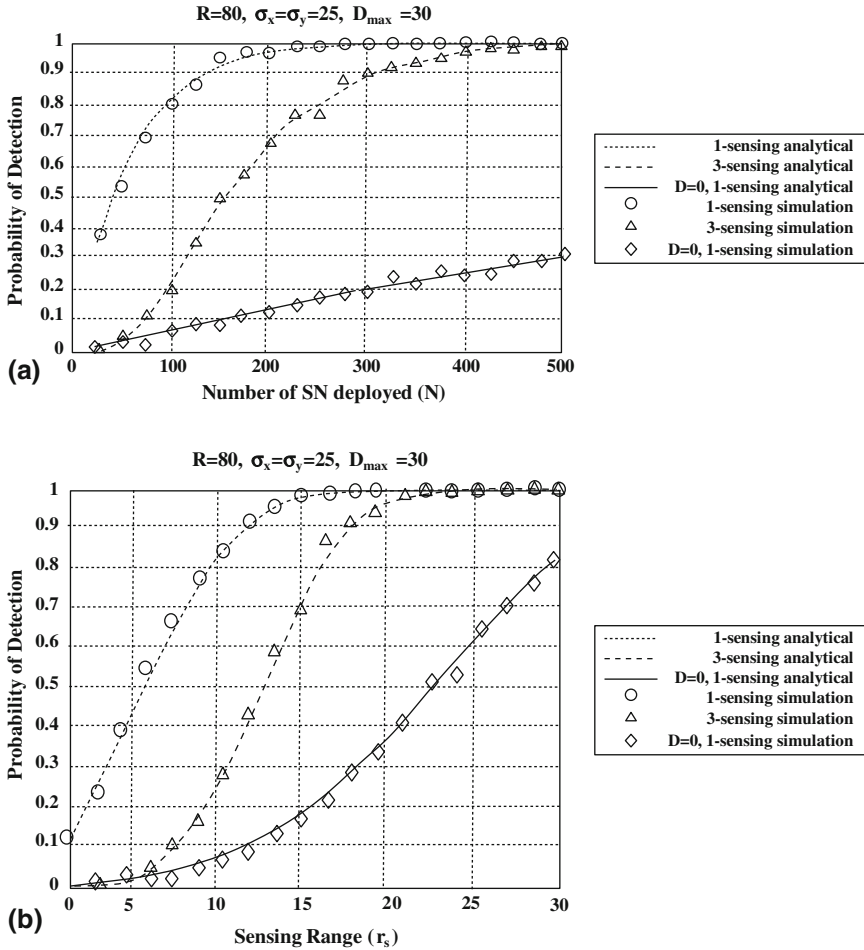 R=80, σx=σy=25, Dmax =30
1
0.9
0.8
0.7
0.6
0.5
0.4
0.3
0.2
0.1
0
Probability of Detection
0 100 200 300 400 500
Number of SN deployed (N)
(a)
1-sensing analytical
3-sensing analytical
D=0, 1-sensing analytical
1-sensing simulation
3-sensing simulation
D=0, 1-sensing simulation
R=80, σx=σy=25, Dmax =30
1
0.9
0.8
0.7
0.6
0.5
0.4
0.3
0.2
0.1
0
Probability of Detection
0 5 10 15 20 25 30
Sensing Range (rs)
(b)
1-sensing analytical
3-sensing analytical
D=0, 1-sensing analytical
1-sensing simulation
3-sensing simulation
D=0, 1-sensing simulation